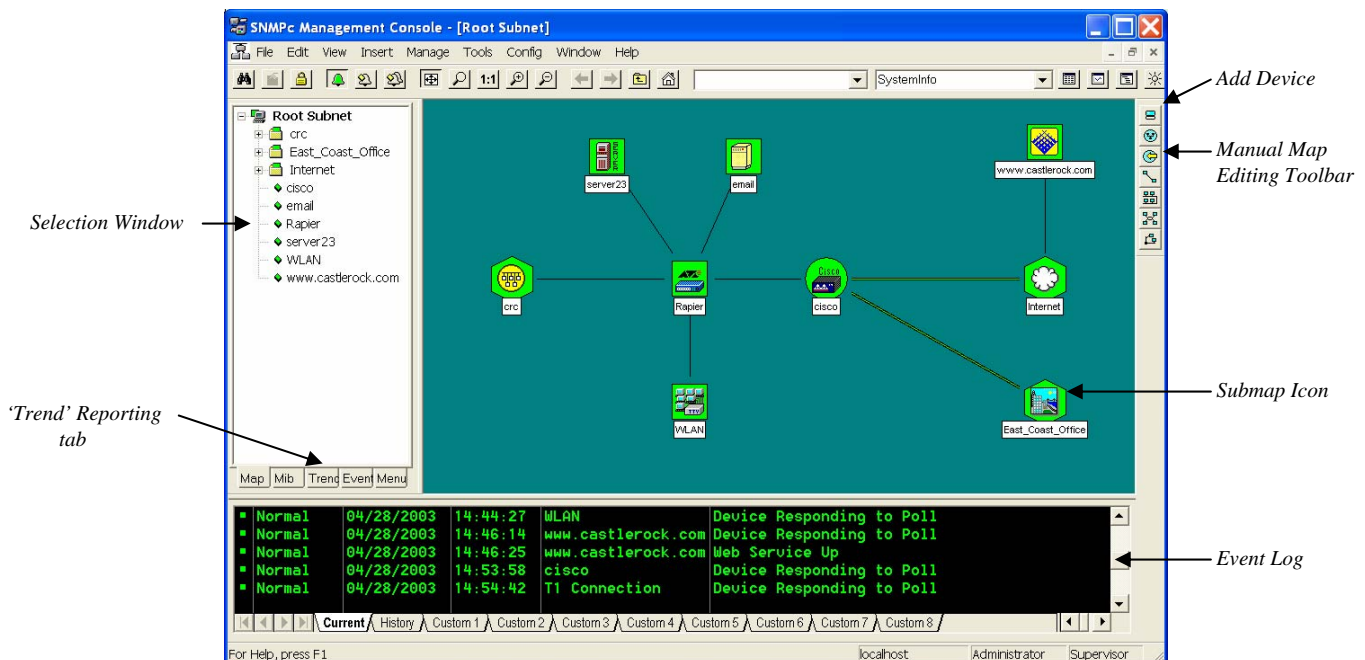 SNMPc Management Console - [Root Subnet]
File Edit View Insert Manage Tools Config Window Help
1:1 SystemInfo
Add Device
Manual Map
Editing Toolbar
Selection Window
Root Subnet
crc
East_Coast_Office
Internet
cisco
email
Rapier
server23
WLAN
www.castlerock.com
server23
email
www.castlerock.com
crc
Rapier
Cisco
cisco
Internet
WLAN
East_Coast_Office
Submap Icon
'Trend' Reporting
tab
Map Mib Trend Event Menu
Normal 04/28/2003 14:44:27 WLAN Device Responding to Poll
Normal 04/28/2003 14:46:14 www.castlerock.com Device Responding to Poll
Normal 04/28/2003 14:46:25 www.castlerock.com Web Service Up
Normal 04/28/2003 14:53:58 cisco Device Responding to Poll
Normal 04/28/2003 14:54:42 T1 Connection Device Responding to Poll
Event Log
Current History Custom 1 Custom 2 Custom 3 Custom 4 Custom 5 Custom 6 Custom 7 Custom 8
For Help, press F1 localhost Administrator Supervisor